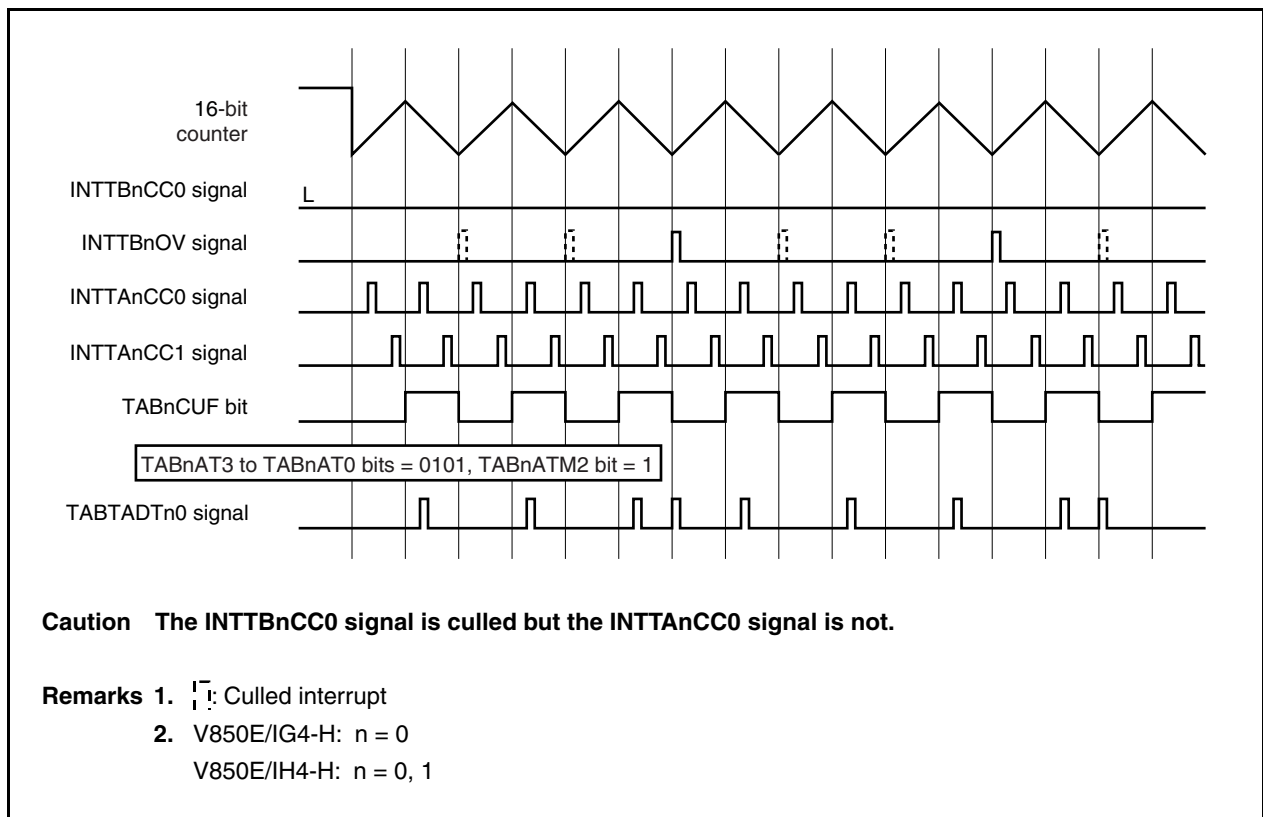 16-bit
counter
INTTBnCC0 signal
L
INTTBnOV signal
INTTAnCC0 signal
INTTAnCC1 signal
TABnCUF bit
TABnAT3 to TABnAT0 bits = 0101, TABnATM2 bit = 1
TABTADTn0 signal
Caution The INTTBnCC0 signal is culled but the INTTAnCC0 signal is not.
Remarks 1. : Culled interrupt
2. V850E/IG4-H: n = 0
V850E/IH4-H: n = 0, 1